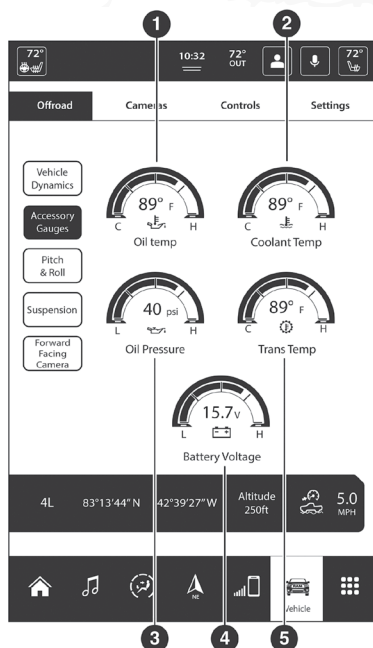 1 2
72° 10:32 72° OUT 72°
Offroad Cameras Controls Settings
Vehicle
Dynamics
Accessory
Gauges
Pitch
& Roll
Suspension
Forward
Facing
Camera
89° F
C H
Oil temp
89° F
C H
Coolant Temp
40 psi
L H
Oil Pressure
89° F
C H
Trans Temp
15.7v
L H
Battery Voltage
4L 83°13'44" N 42°39'27" W Altitude 250ft 5.0 MPH
NE
Vehicle
3 4 5